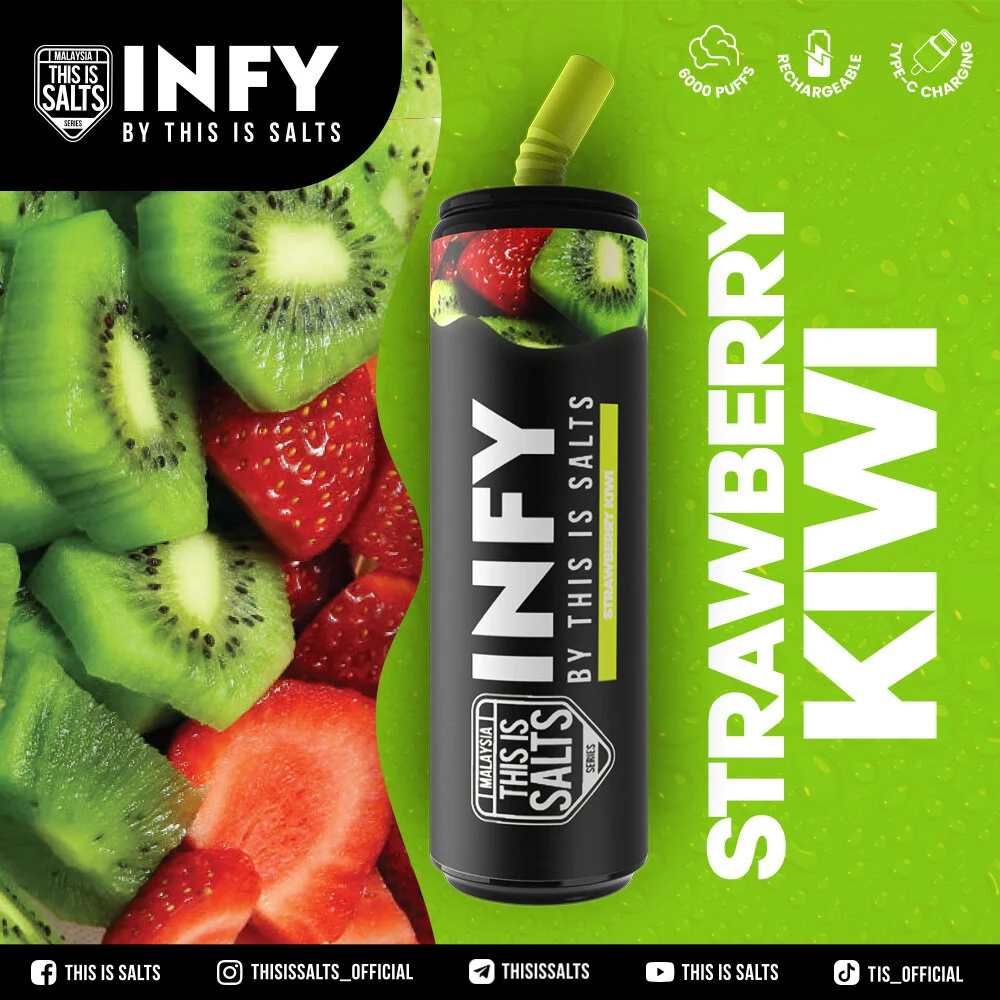 MALAYSIA
THIS IS
SALTS
SERIES
INFY
BY THIS IS SALTS
6000 PUFFS
RECHARGEABLE
TYPE-C CHARGING
INFY
BY THIS IS SALTS
STRAWBERRY KIWI
MALAYSIA
THIS IS
SALTS
SERIES
STRAWBERRY
KIWI
THIS IS SALTS
THISISSALTS_OFFICIAL
THISISSALTS
THIS IS SALTS
TIS_OFFICIAL